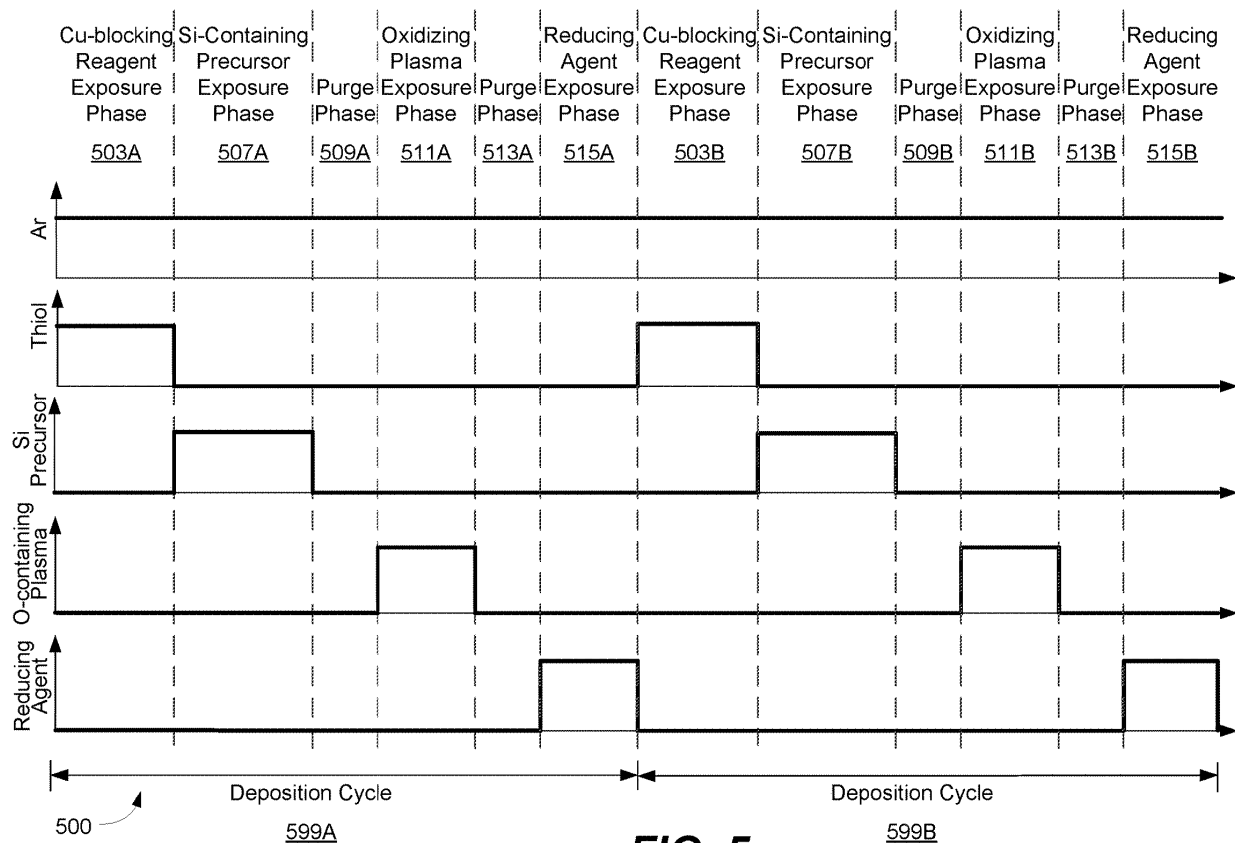 Cu-blocking Reagent Exposure Phase 503A
Si-Containing Precursor Exposure Phase 507A
Purge Phase 509A
Oxidizing Plasma Exposure Phase 511A
Purge Phase 513A
Reducing Agent Exposure Phase 515A
Cu-blocking Reagent Exposure Phase 503B
Si-Containing Precursor Exposure Phase 507B
Purge Phase 509B
Oxidizing Plasma Exposure Phase 511B
Purge Phase 513B
Reducing Agent Exposure Phase 515B
Ar
Thiol
Si Precursor
O-containing Plasma
Reducing Agent
Deposition Cycle
599A
Deposition Cycle
599B
500
FIG. 5